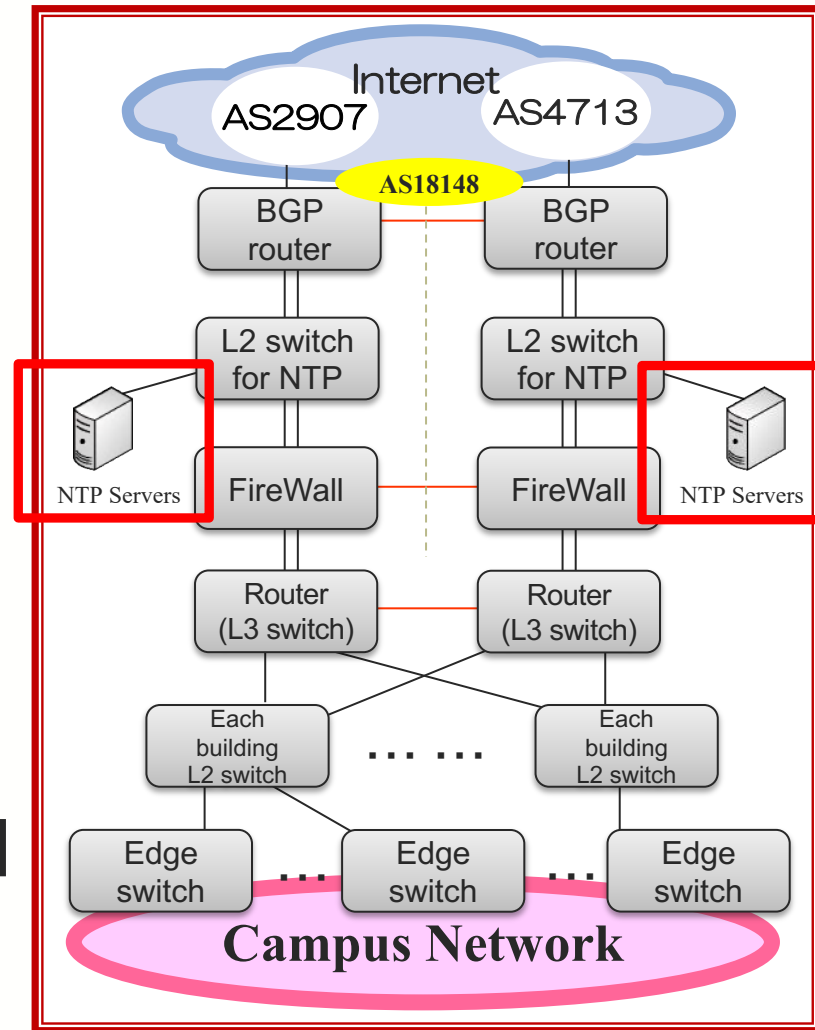 Internet
AS2907
AS4713
AS18148
BGP
router
BGP
router
L2 switch
for NTP
L2 switch
for NTP
NTP Servers
FireWall
FireWall
NTP Servers
Router
(L3 switch)
Router
(L3 switch)
Each
building
L2 switch
... ...
Each
building
L2 switch
Edge
switch
...
Edge
switch
...
Edge
switch
Campus Network